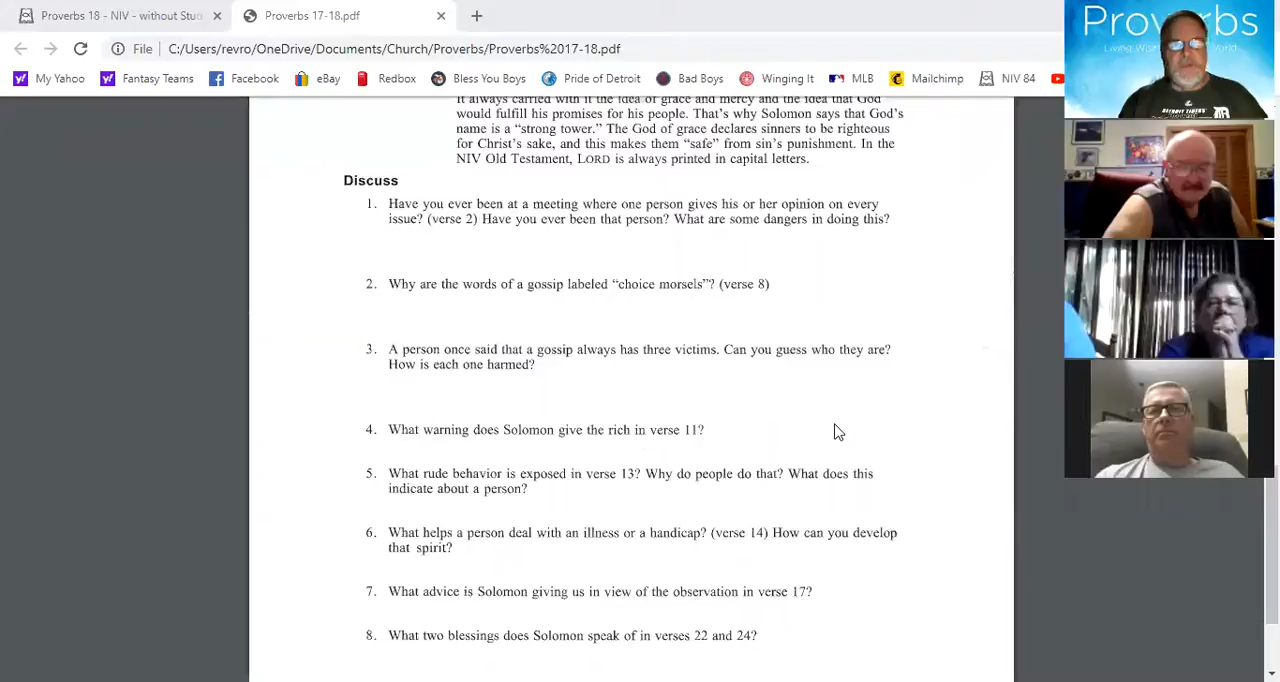 Proverbs 18 - NIV - without Stu
Proverbs 17-18.pdf
File
C:/Users/revro/OneDrive/Documents/Church/Proverbs/Proverbs%2017-18.pdf
My Yahoo
Fantasy Teams
Facebook
eBay
Redbox
Bless You Boys
Pride of Detroit
Bad Boys
Winging It
MLB
Mailchimp
NIV 84
Proverbs
It always carried with it the idea of grace and mercy and the idea that God
would fulfill his promises for his people. That's why Solomon says that God's
name is a "strong tower." The God of grace declares sinners to be righteous
for Christ's sake, and this makes them "safe" from sin's punishment. In the
NIV Old Testament, LORD is always printed in capital letters.
Discuss
1. Have you ever been at a meeting where one person gives his or her opinion on every
issue? (verse 2) Have you ever been that person? What are some dangers in doing this?
2. Why are the words of a gossip labeled "choice morsels"? (verse 8)
3. A person once said that a gossip always has three victims. Can you guess who they are?
How is each one harmed?
4. What warning does Solomon give the rich in verse 11?
5. What rude behavior is exposed in verse 13? Why do people do that? What does this
indicate about a person?
6. What helps a person deal with an illness or a handicap? (verse 14) How can you develop
that spirit?
7. What advice is Solomon giving us in view of the observation in verse 17?
8. What two blessings does Solomon speak of in verses 22 and 24?